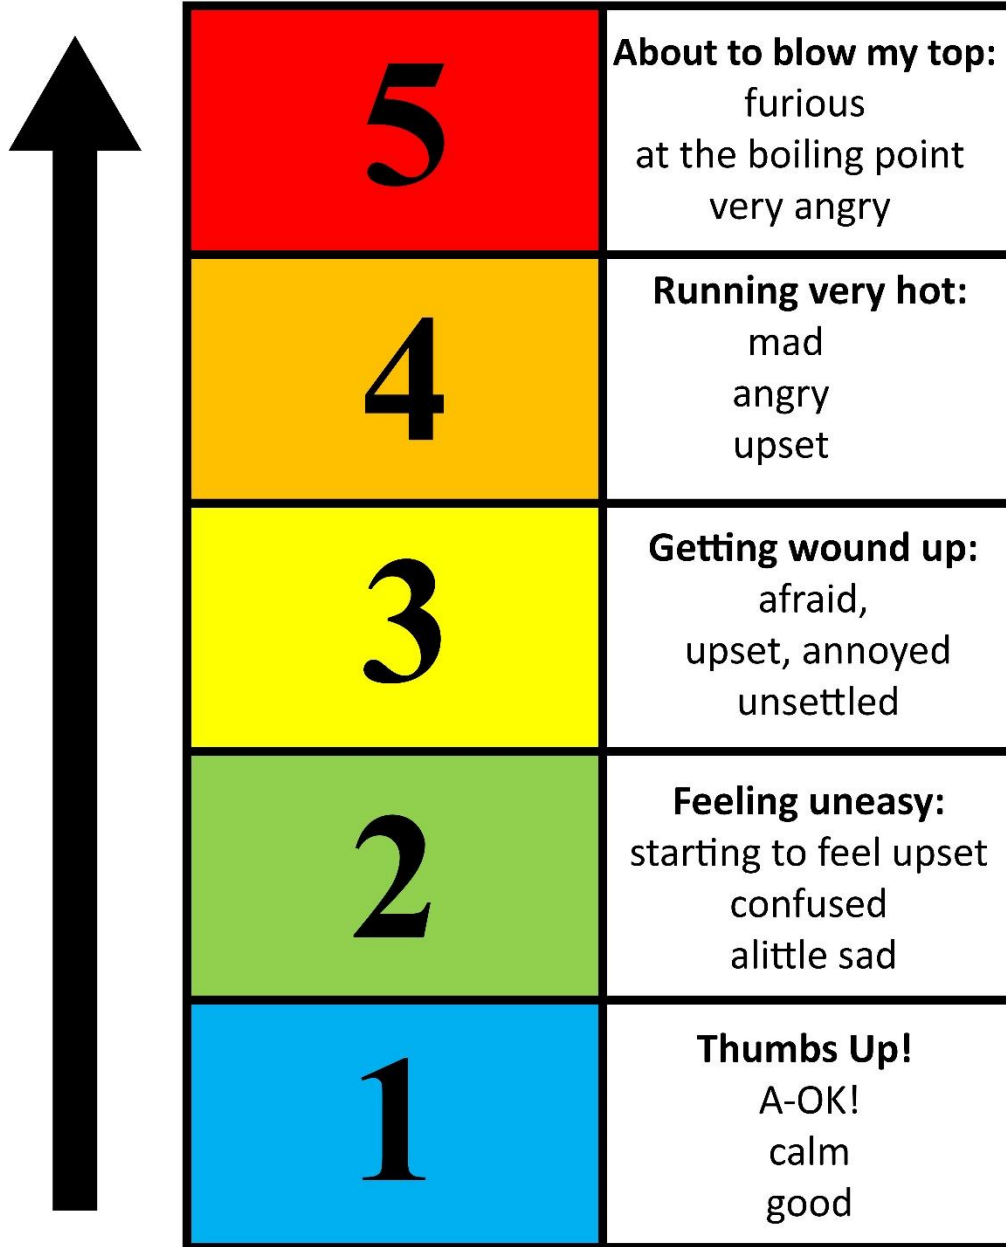 5
About to blow my top:
furious
at the boiling point
very angry
4
Running very hot:
mad
angry
upset
3
Getting wound up:
afraid,
upset, annoyed
unsettled
2
Feeling uneasy:
starting to feel upset
confused
alittle sad
1
Thumbs Up!
A-OK!
calm
good